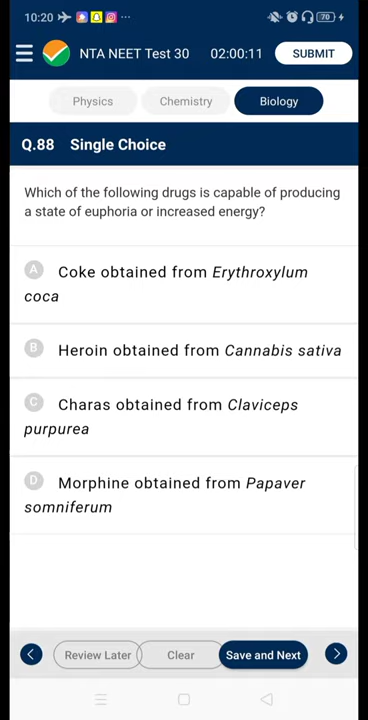 10:20
70
NTA NEET Test 30 02:00:11 SUBMIT
Physics Chemistry Biology
Q.88 Single Choice
Which of the following drugs is capable of producing
a state of euphoria or increased energy?
A Coke obtained from Erythroxylum
coca
B Heroin obtained from Cannabis sativa
C Charas obtained from Claviceps
purpurea
D Morphine obtained from Papaver
somniferum
Review Later Clear Save and Next